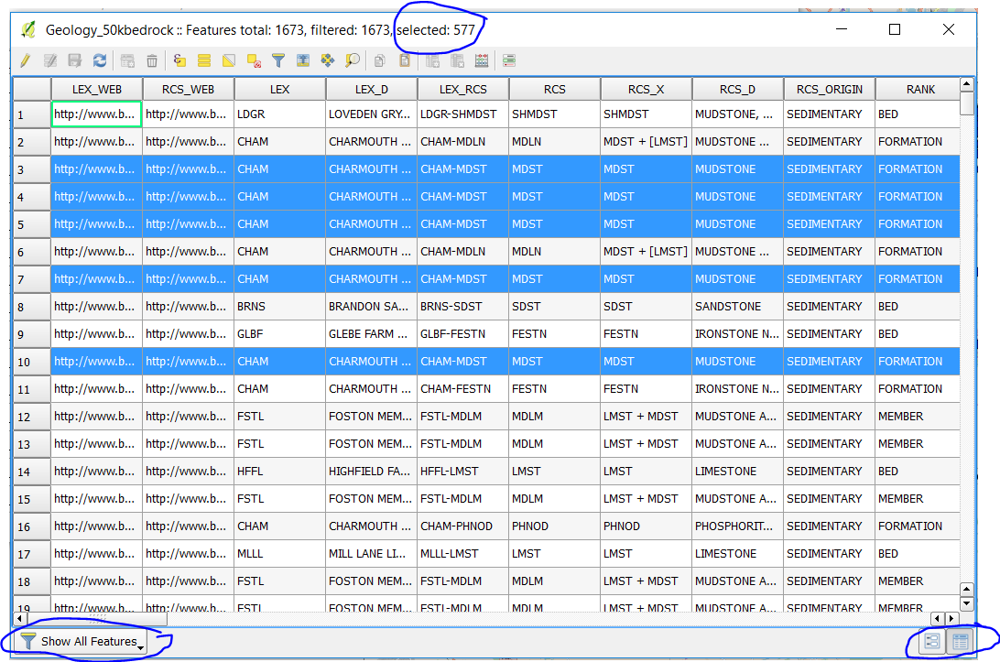 Geology_50kbedrock :: Features total: 1673, filtered: 1673, selected: 577
LEX_WEB RCS_WEB LEX LEX_D LEX_RCS RCS RCS_X RCS_D RCS_ORIGIN RANK
1 http://www.b... http://www.b... LDGR LOVEDEN GRY... LDGR-SHMDST SHMDST SHMDST MUDSTONE, ... SEDIMENTARY BED
2 http://www.b... http://www.b... CHAM CHARMOUTH ... CHAM-MDLN MDLN MDST + [LMST] MUDSTONE ... SEDIMENTARY FORMATION
3 http://www.b... http://www.b... CHAM CHARMOUTH ... CHAM-MDST MDST MDST MUDSTONE SEDIMENTARY FORMATION
4 http://www.b... http://www.b... CHAM CHARMOUTH ... CHAM-MDST MDST MDST MUDSTONE SEDIMENTARY FORMATION
5 http://www.b... http://www.b... CHAM CHARMOUTH ... CHAM-MDST MDST MDST MUDSTONE SEDIMENTARY FORMATION
6 http://www.b... http://www.b... CHAM CHARMOUTH ... CHAM-MDLN MDLN MDST + [LMST] MUDSTONE ... SEDIMENTARY FORMATION
7 http://www.b... http://www.b... CHAM CHARMOUTH ... CHAM-MDST MDST MDST MUDSTONE SEDIMENTARY FORMATION
8 http://www.b... http://www.b... BRNS BRANDON SA... BRNS-SDST SDST SDST SANDSTONE SEDIMENTARY BED
9 http://www.b... http://www.b... GLBF GLEBE FARM ... GLBF-FESTN FESTN FESTN IRONSTONE N... SEDIMENTARY BED
10 http://www.b... http://www.b... CHAM CHARMOUTH ... CHAM-MDST MDST MDST MUDSTONE SEDIMENTARY FORMATION
11 http://www.b... http://www.b... CHAM CHARMOUTH ... CHAM-FESTN FESTN FESTN IRONSTONE N... SEDIMENTARY FORMATION
12 http://www.b... http://www.b... FSTL FOSTON MEM... FSTL-MDLM MDLM LMST + MDST MUDSTONE A... SEDIMENTARY MEMBER
13 http://www.b... http://www.b... FSTL FOSTON MEM... FSTL-MDLM MDLM LMST + MDST MUDSTONE A... SEDIMENTARY MEMBER
14 http://www.b... http://www.b... HFFL HIGHFIELD FA... HFFL-LMST LMST LMST LIMESTONE SEDIMENTARY BED
15 http://www.b... http://www.b... FSTL FOSTON MEM... FSTL-MDLM MDLM LMST + MDST MUDSTONE A... SEDIMENTARY MEMBER
16 http://www.b... http://www.b... CHAM CHARMOUTH ... CHAM-PHNOD PHNOD PHNOD PHOSPHORIT... SEDIMENTARY FORMATION
17 http://www.b... http://www.b... MLLL MILL LANE LI... MLLL-LMST LMST LMST LIMESTONE SEDIMENTARY BED
18 http://www.b... http://www.b... FSTL FOSTON MEM... FSTL-MDLM MDLM LMST + MDST MUDSTONE A... SEDIMENTARY MEMBER
19 http://www.b... http://www.b... FSTL FOSTON MEM... FSTL-MDLM MDLM LMST + MDST MUDSTONE A... SEDIMENTARY MEMBER
Show All Features